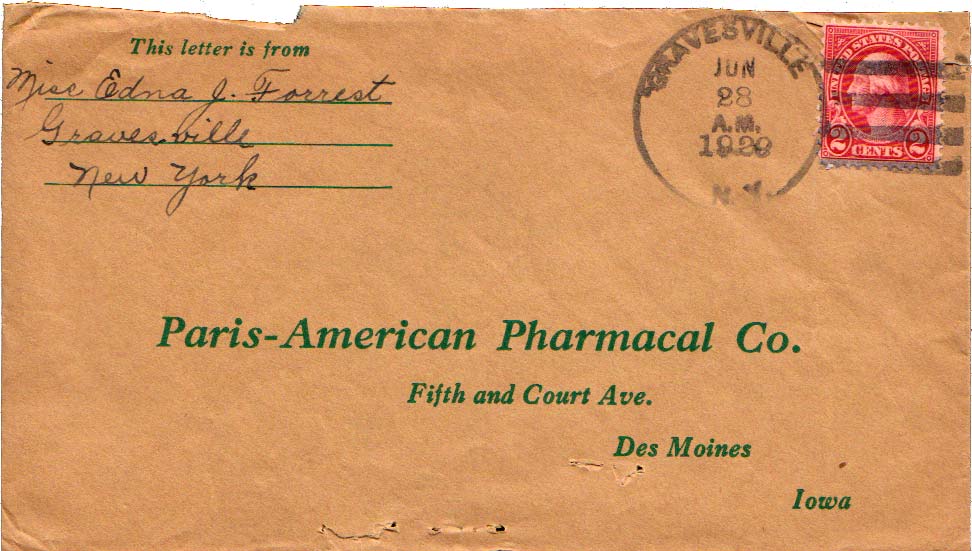 This letter is from
Miss Edna J. Forrest
Gravesville
New York
GRAVESVILLE
JUN
28
A.M.
1929
N.Y.
UNITED STATES POSTAGE
2 CENTS 2
Paris-American Pharmacal Co.
Fifth and Court Ave.
Des Moines
Iowa